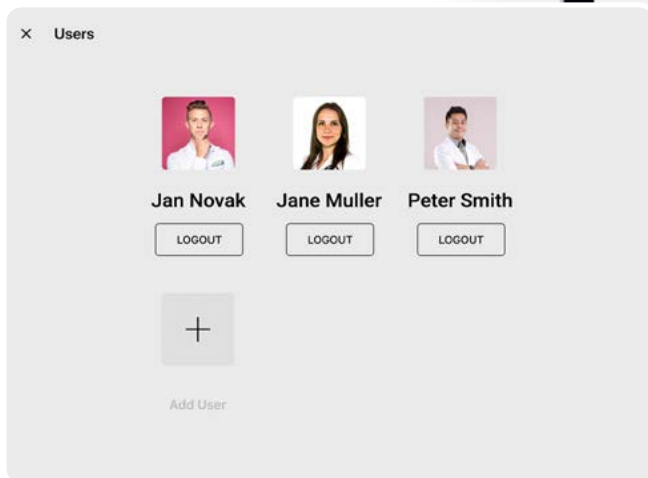 × Users
Jan Novak Jane Muller Peter Smith
LOGOUT LOGOUT LOGOUT
+
Add User